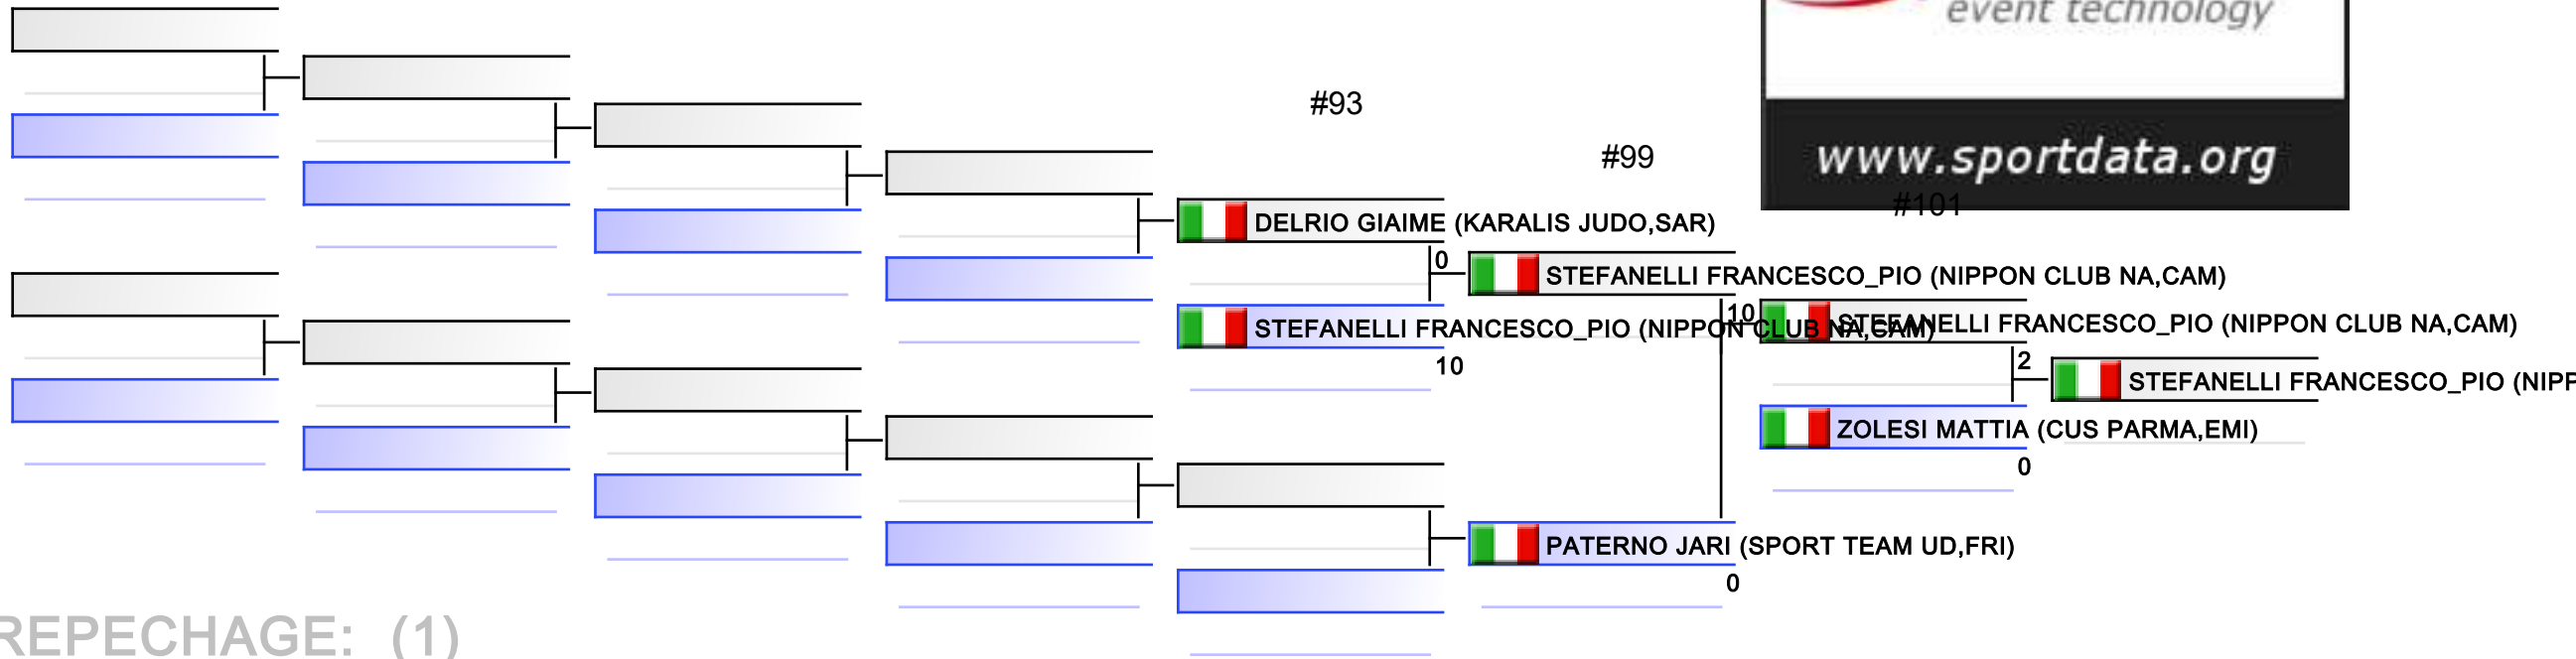 event technology
#93
#99
www.sportdata.org
#101
DELRIO GIAIME (KARALIS JUDO,SAR)
0
STEFANELLI FRANCESCO_PIO (NIPPON CLUB NA,CAM)
10
STEFANELLI FRANCESCO_PIO (NIPPON CLUB NA,CAM)
STEFANELLI FRANCESCO_PIO (NIPPON CLUB NA,CAM)
10
2
STEFANELLI FRANCESCO_PIO (NIPP
ZOLESI MATTIA (CUS PARMA,EMI)
0
PATERNO JARI (SPORT TEAM UD,FRI)
0
REPECHAGE: (1)